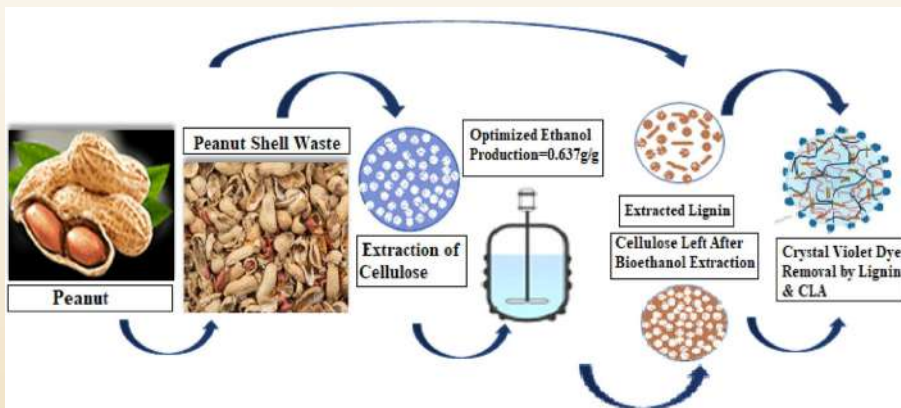 Peanut
Peanut Shell Waste
Extraction of
Cellulose
Optimized Ethanol
Production=0.637g/g
Extracted Lignin
Cellulose Left After
Bioethanol Extraction
Crystal Violet Dye
Removal by Lignin
& CLA